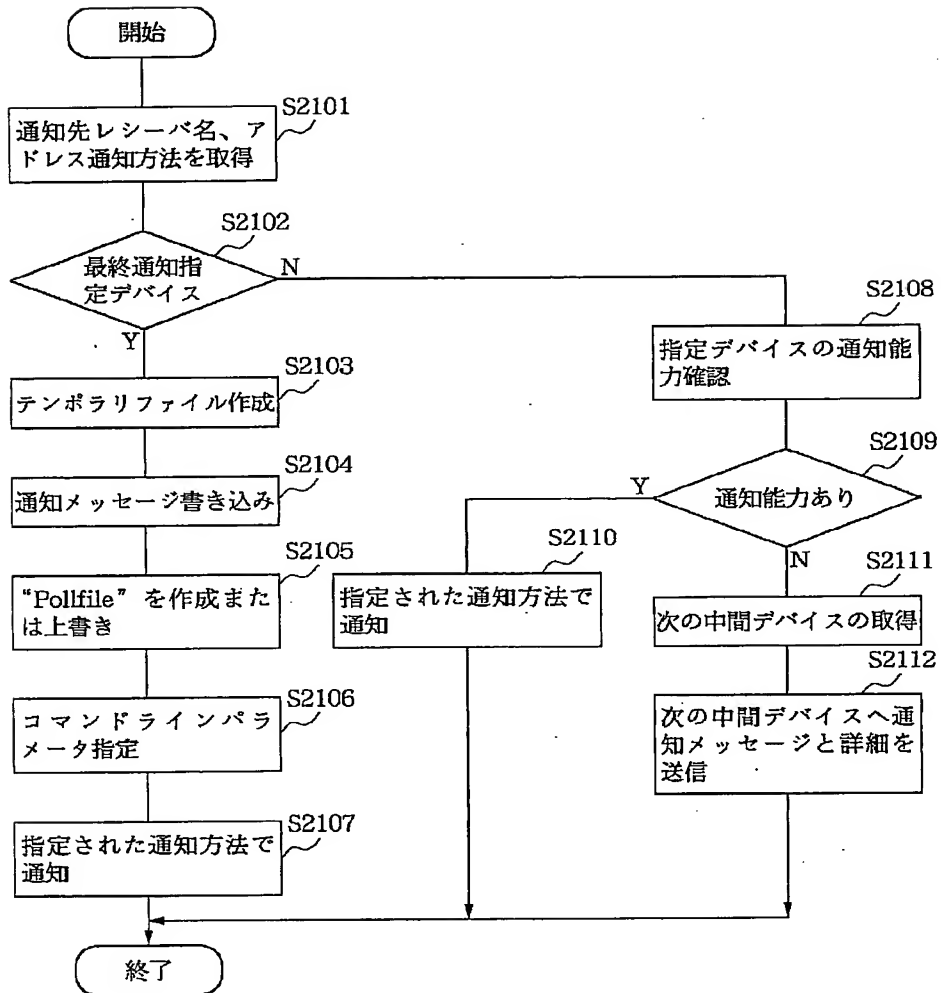 開始
S2101
通知先レシーバ名、ア
ドレス通知方法を取得
S2102
最終通知指
定デバイス
N
Y
S2103
テンポラリファイル作成
S2104
通知メッセージ書き込み
S2105
“Pollfile” を作成また
は上書き
S2106
コマンドラインパラ
メータ指定
S2107
指定された通知方法で
通知
S2108
指定デバイスの通知能
力確認
S2109
通知能力あり
Y
N
S2110
指定された通知方法で
通知
S2111
次の中間デバイスの取得
S2112
次の中間デバイスへ通
知メッセージと詳細を
送信
終了